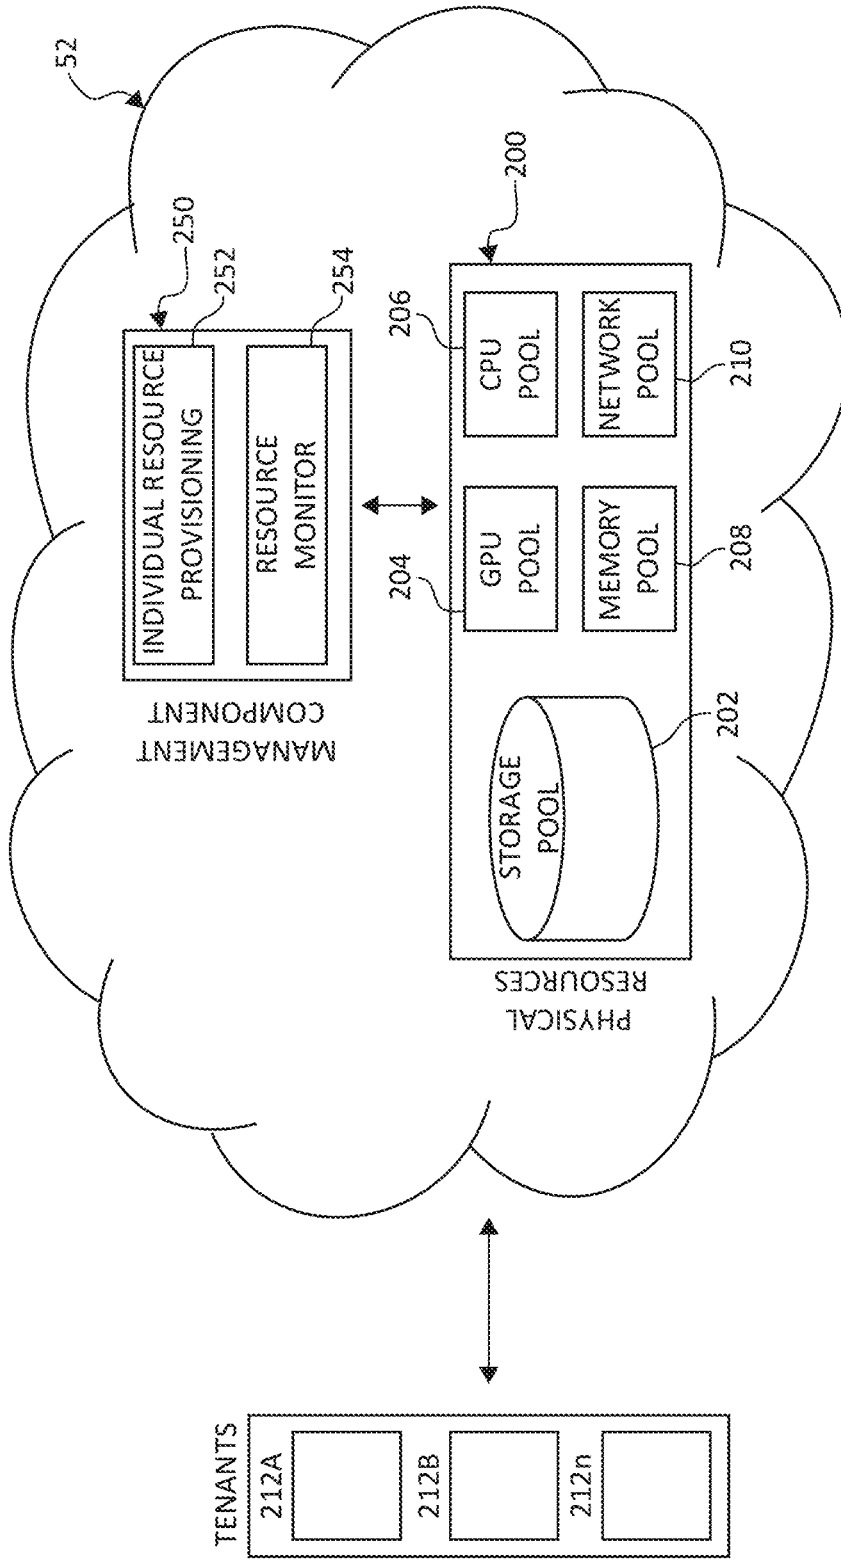 52
250
INDIVIDUAL RESOURCE
PROVISIONING
252
RESOURCE
MONITOR
254
MANAGEMENT
COMPONENT
200
206
CPU
POOL
NETWORK
POOL
210
204
GPU
POOL
MEMORY
POOL
208
STORAGE
POOL
202
PHYSICAL
RESOURCES
TENANTS
212A
212B
212n